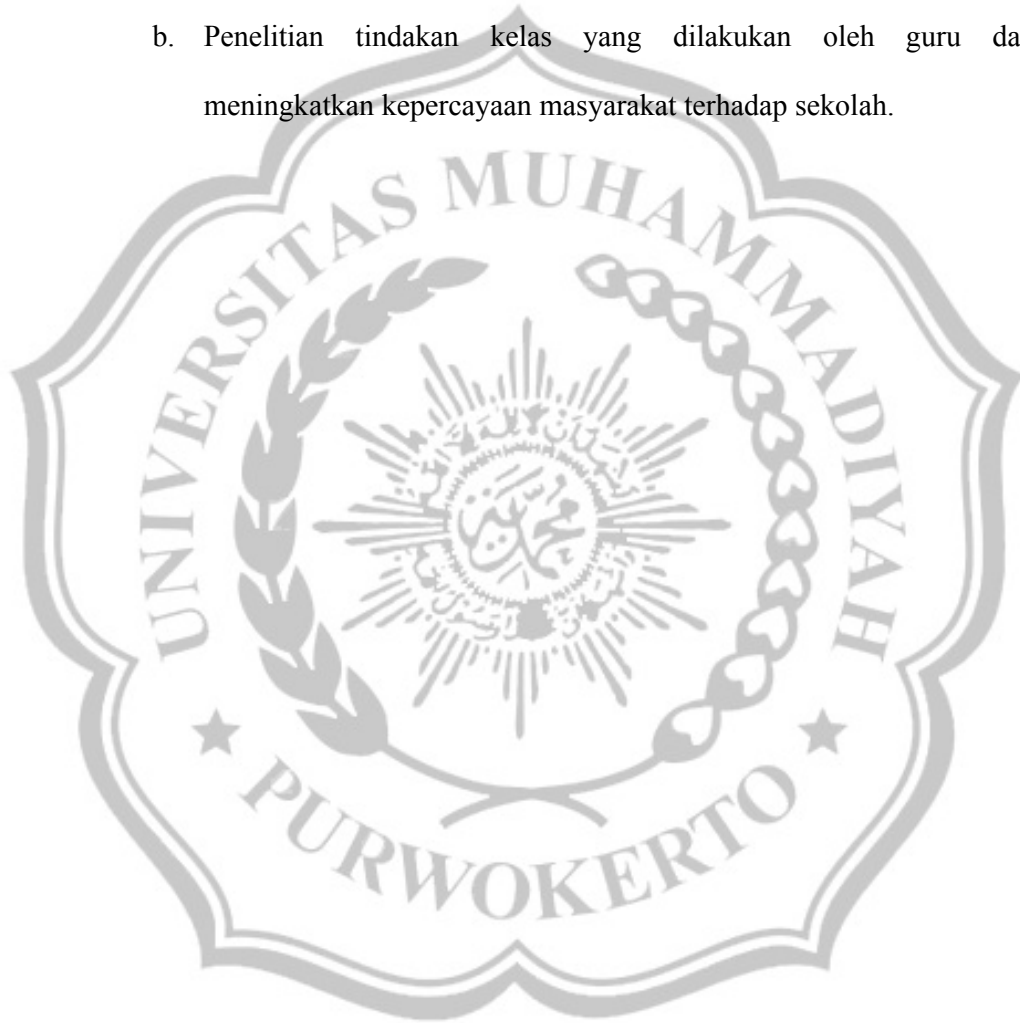 b. Penelitian tindakan kelas yang dilakukan oleh guru da
meningkatkan kepercayaan masyarakat terhadap sekolah.
UNIVERSITAS MUHAMMADIYAH
PURWOKERTO